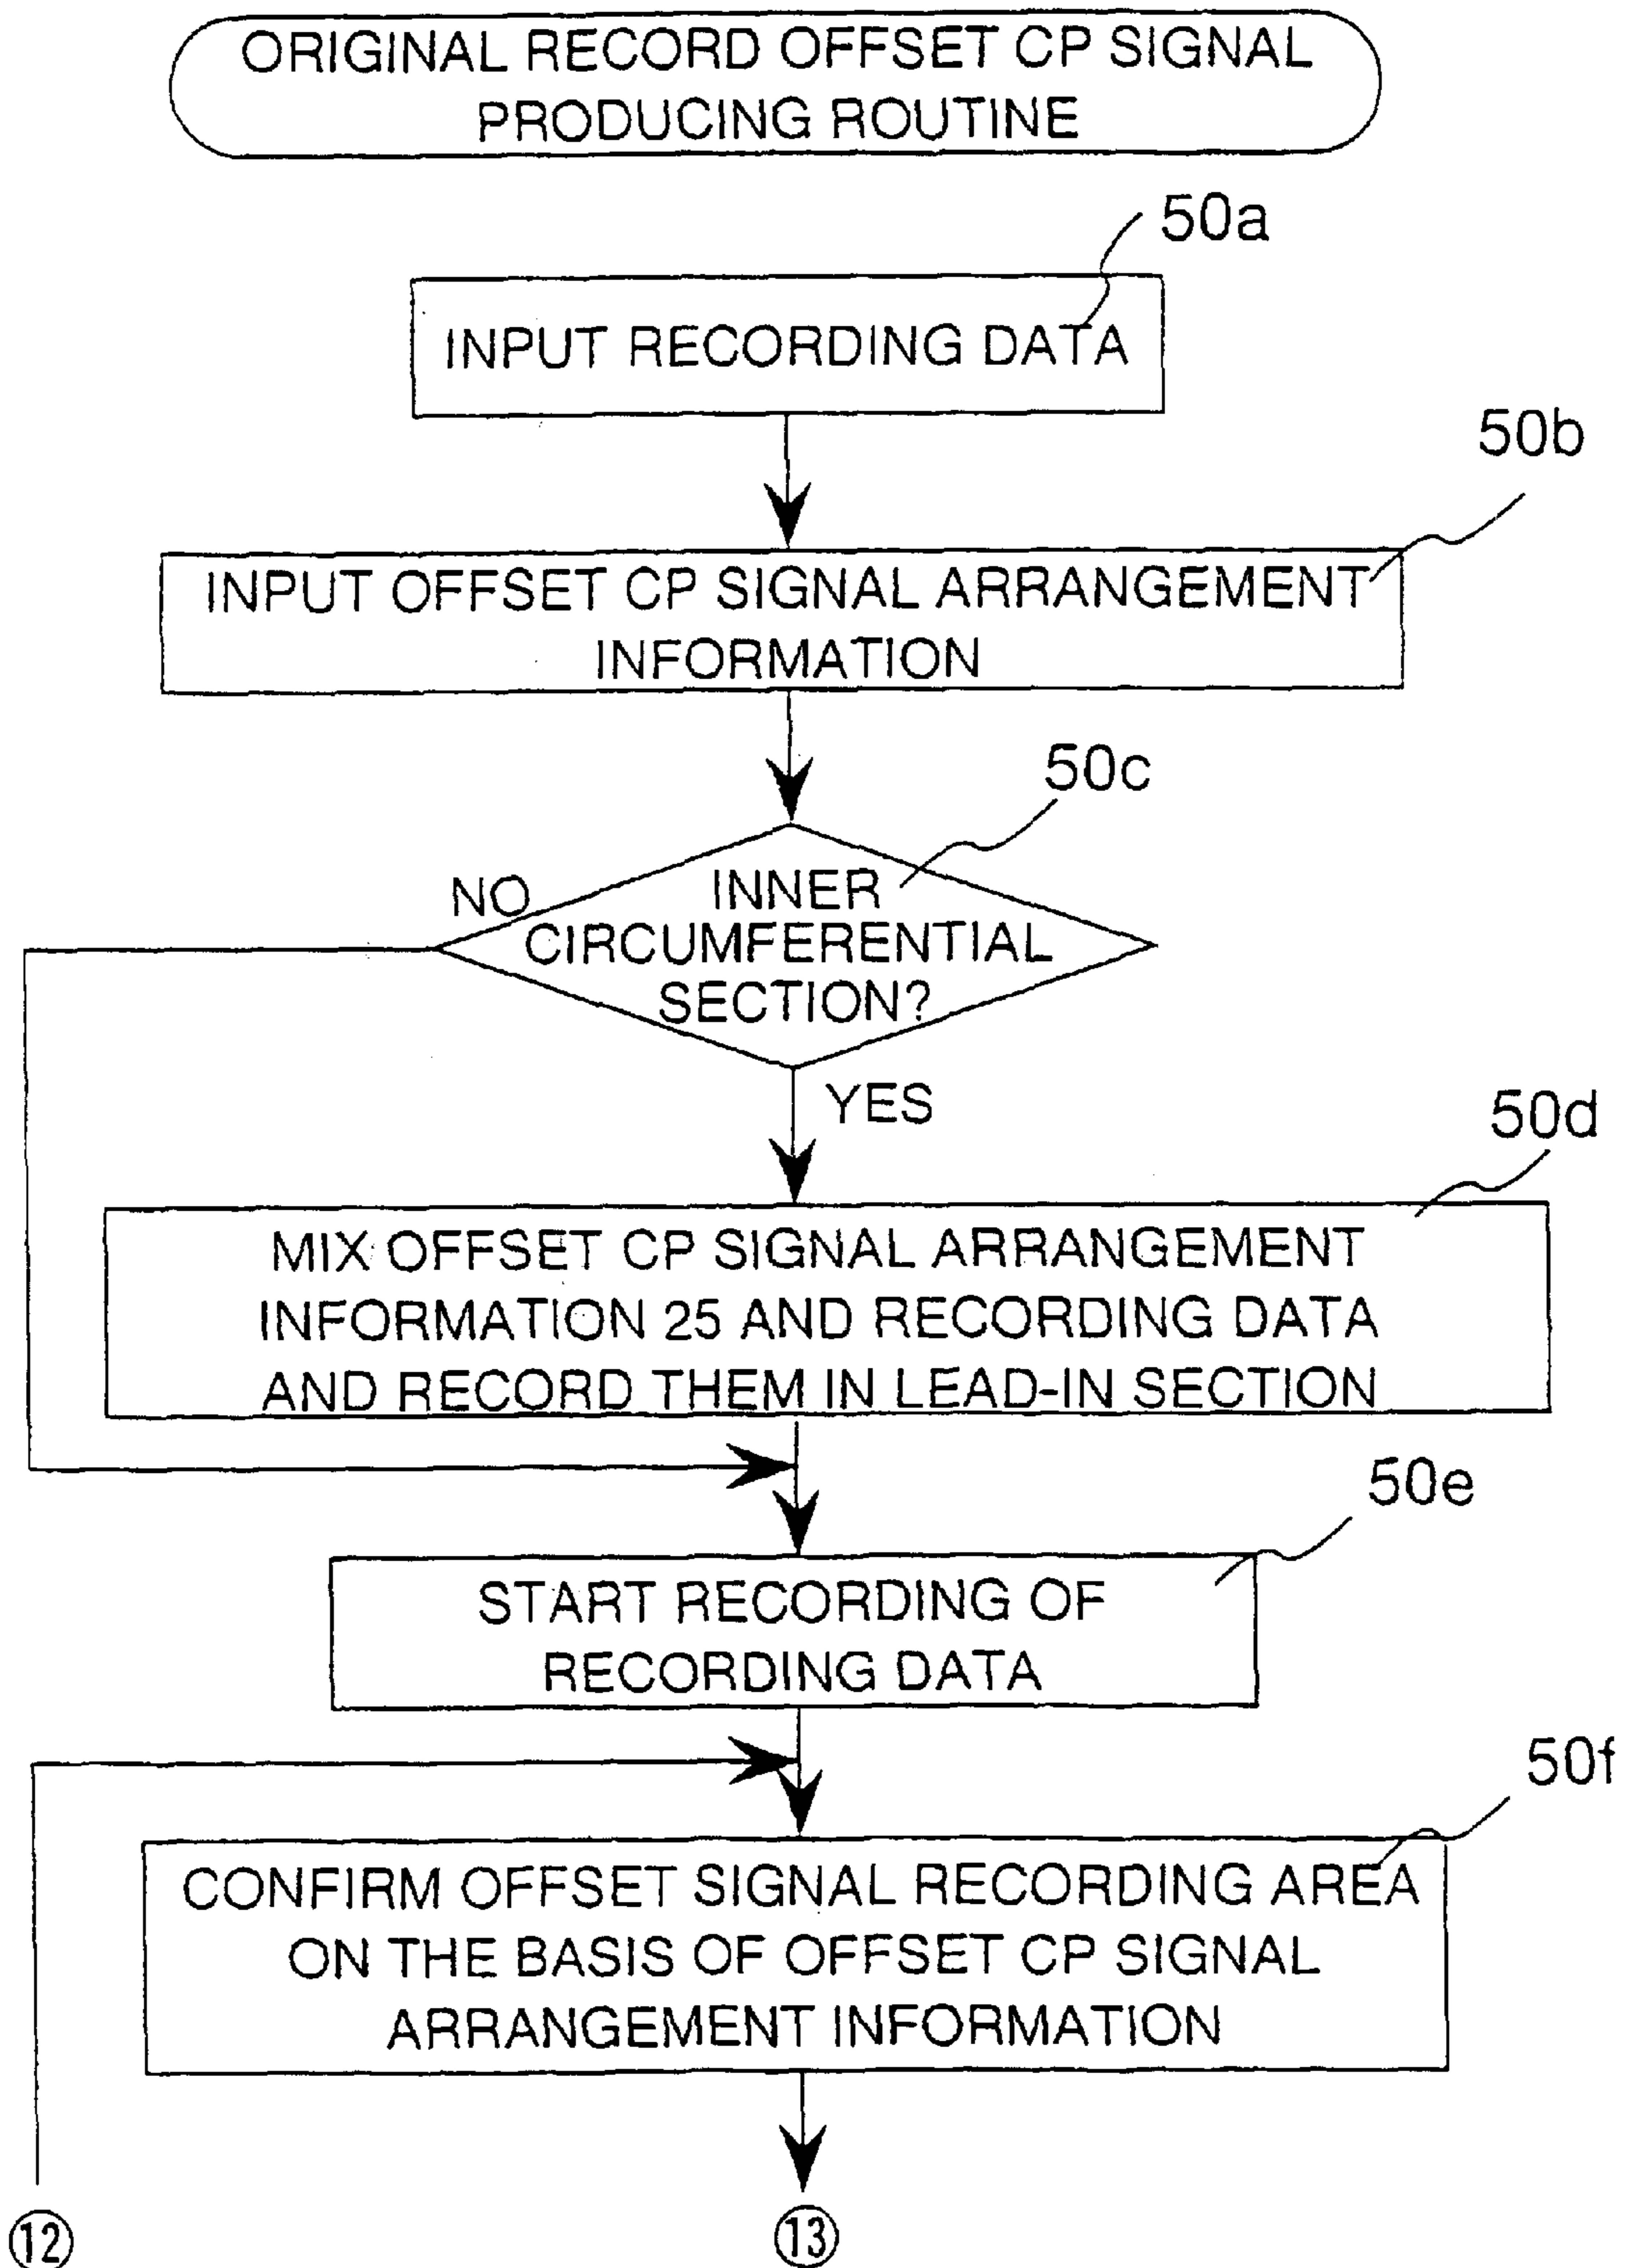 ORIGINAL RECORD OFFSET CP SIGNAL
PRODUCING ROUTINE
50a
INPUT RECORDING DATA
50b
INPUT OFFSET CP SIGNAL ARRANGEMENT
INFORMATION
50c
NO
INNER
CIRCUMFERENTIAL
SECTION?
YES
50d
MIX OFFSET CP SIGNAL ARRANGEMENT
INFORMATION 25 AND RECORDING DATA
AND RECORD THEM IN LEAD-IN SECTION
50e
START RECORDING OF
RECORDING DATA
50f
CONFIRM OFFSET SIGNAL RECORDING AREA
ON THE BASIS OF OFFSET CP SIGNAL
ARRANGEMENT INFORMATION
⑫
⑬